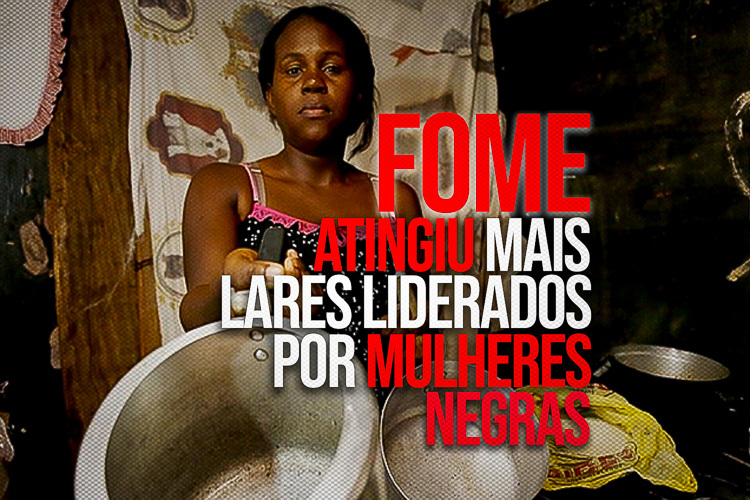 FOME
ATINGIU MAIS
LARES LIDERADOS
POR MULHERES
NEGRAS